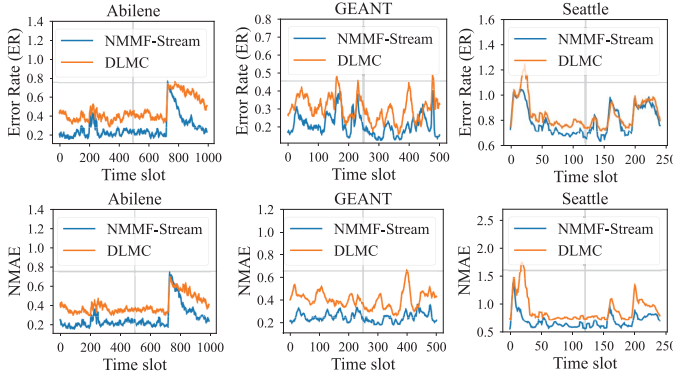 Abilene
Error Rate (ER)
1.4
1.2
1.0
0.8
0.6
0.4
0.2
NMMF-Stream
DLMC
0 200 400 600 800 1000
Time slot
GEANT
Error Rate (ER)
0.8
0.7
0.6
0.5
0.4
0.3
0.2
NMMF-Stream
DLMC
0 100 200 300 400 500
Time slot
Seattle
Error Rate (ER)
1.6
1.4
1.2
1.0
0.8
0.6
NMMF-Stream
DLMC
0 50 100 150 200 250
Time slot
Abilene
NMAE
1.4
1.2
1.0
0.8
0.6
0.4
0.2
NMMF-Stream
DLMC
0 200 400 600 800 1000
Time slot
GEANT
NMAE
1.2
1.0
0.8
0.6
0.4
0.2
NMMF-Stream
DLMC
0 100 200 300 400 500
Time slot
Seattle
NMAE
2.5
2.0
1.5
1.0
0.5
NMMF-Stream
DLMC
0 50 100 150 200 250
Time slot